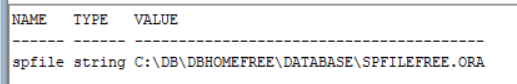 NAME   TYPE   VALUE
------ ------ ----------------------------------------
spfile string C:\DB\DBHOMEFREE\DATABASE\SPFILEFREE.ORA